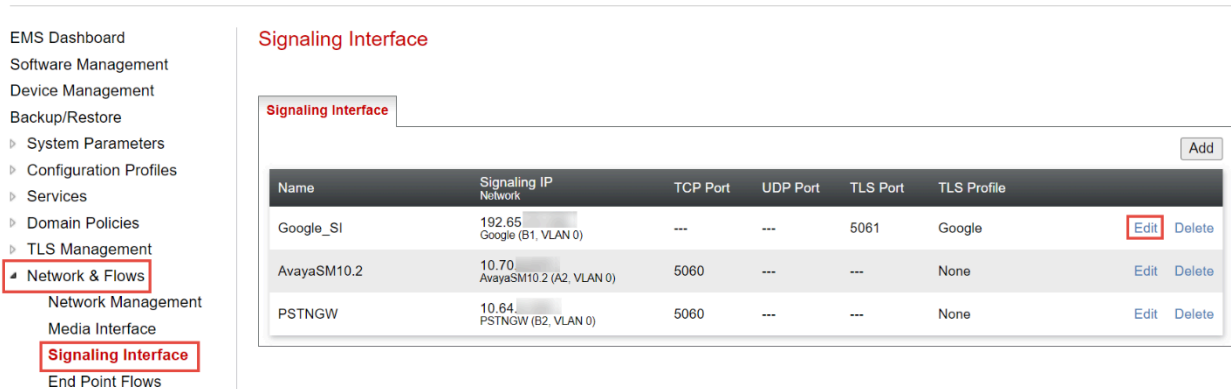 EMS Dashboard
Software Management
Device Management
Backup/Restore
System Parameters
Configuration Profiles
Services
Domain Policies
TLS Management
Network & Flows
Network Management
Media Interface
Signaling Interface
End Point Flows
Signaling Interface
Signaling Interface
Add
Name Signaling IP Network TCP Port UDP Port TLS Port TLS Profile
Google_SI 192.65 --- --- 5061 Google Edit Delete
Google (B1, VLAN 0)
AvayaSM10.2 10.70. 5060 --- --- None Edit Delete
AvayaSM10.2 (A2, VLAN 0)
PSTNGW 10.64. 5060 --- --- None Edit Delete
PSTNGW (B2, VLAN 0)